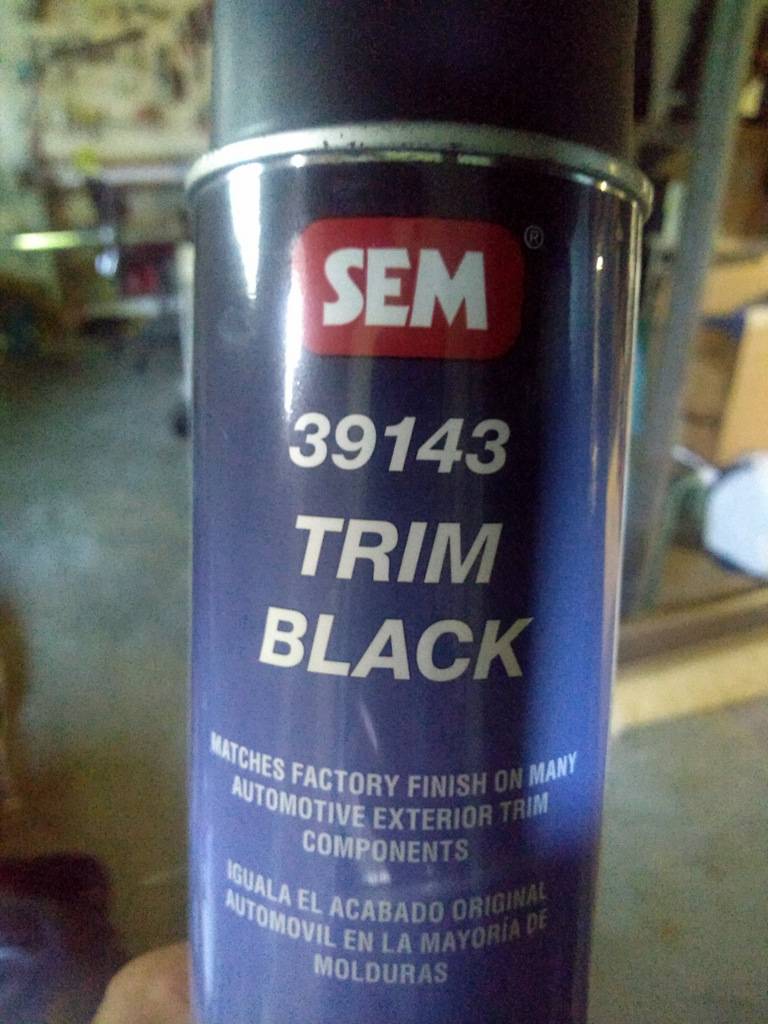 SEM®
39143
TRIM
BLACK
MATCHES FACTORY FINISH ON MANY
AUTOMOTIVE EXTERIOR TRIM
COMPONENTS
IGUALA EL ACABADO ORIGINAL
AUTOMOVIL EN LA MAYORÍA DE
MOLDURAS